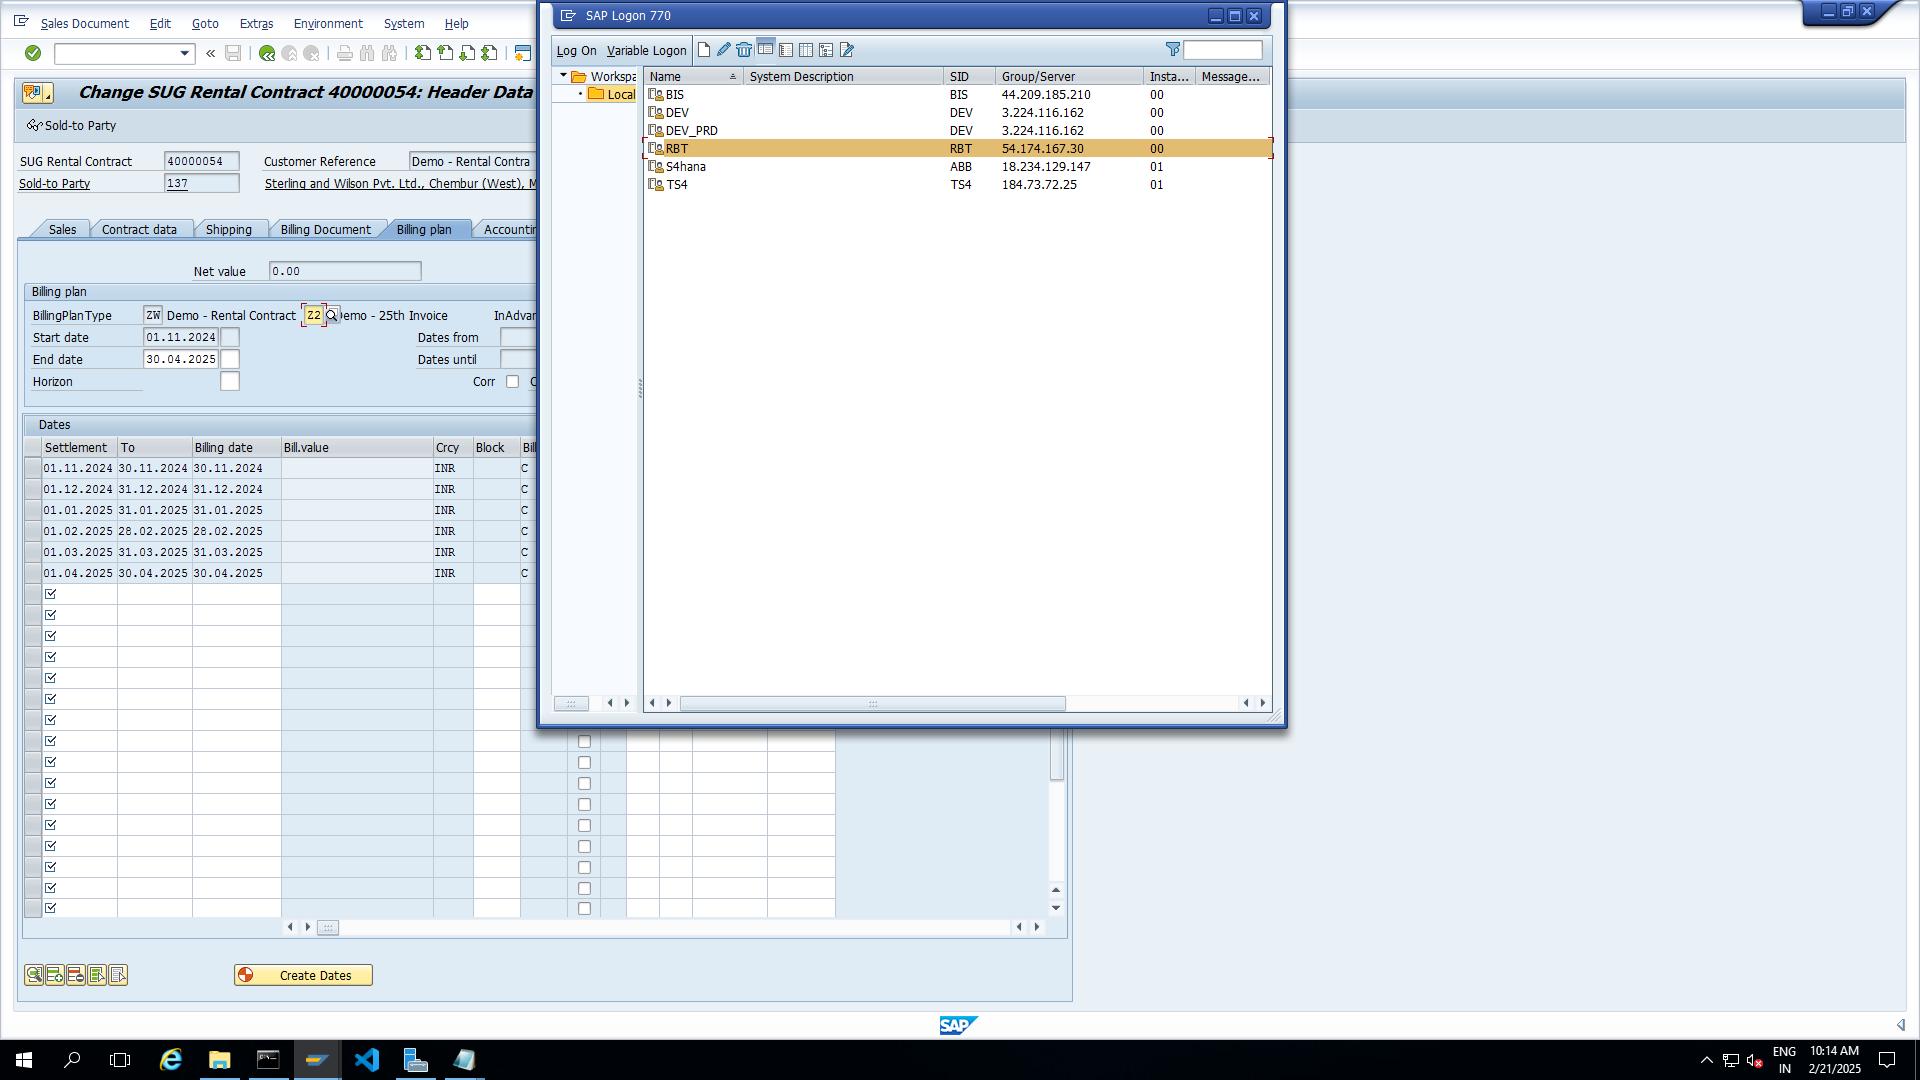 Sales Document Edit Goto Extras Environment System Help
SAP Logon 770
Log On Variable Logon
Workspa
Local
Name System Description SID Group/Server Insta... Message...
BIS BIS 44.209.185.210 00
DEV DEV 3.224.116.162 00
DEV_PRD DEV 3.224.116.162 00
RBT RBT 54.174.167.30 00
S4hana ABB 18.234.129.147 01
TS4 TS4 184.73.72.25 01
Change SUG Rental Contract 40000054: Header Data
Sold-to Party
SUG Rental Contract 40000054 Customer Reference Demo - Rental Contra
Sold-to Party 137 Sterling and Wilson Pvt. Ltd., Chembur (West), M
Sales Contract data Shipping Billing Document Billing plan Accountin
Net value 0.00
Billing plan
BillingPlanType ZW Demo - Rental Contract Z2 emo - 25th Invoice InAdvan
Start date 01.11.2024 Dates from
End date 30.04.2025 Dates until
Horizon Corr
Dates
Settlement To Billing date Bill.value Crcy Block Bil
01.11.2024 30.11.2024 30.11.2024 INR C
01.12.2024 31.12.2024 31.12.2024 INR C
01.01.2025 31.01.2025 31.01.2025 INR C
01.02.2025 28.02.2025 28.02.2025 INR C
01.03.2025 31.03.2025 31.03.2025 INR C
01.04.2025 30.04.2025 30.04.2025 INR C
Create Dates
SAP
ENG 10:14 AM
IN 2/21/2025